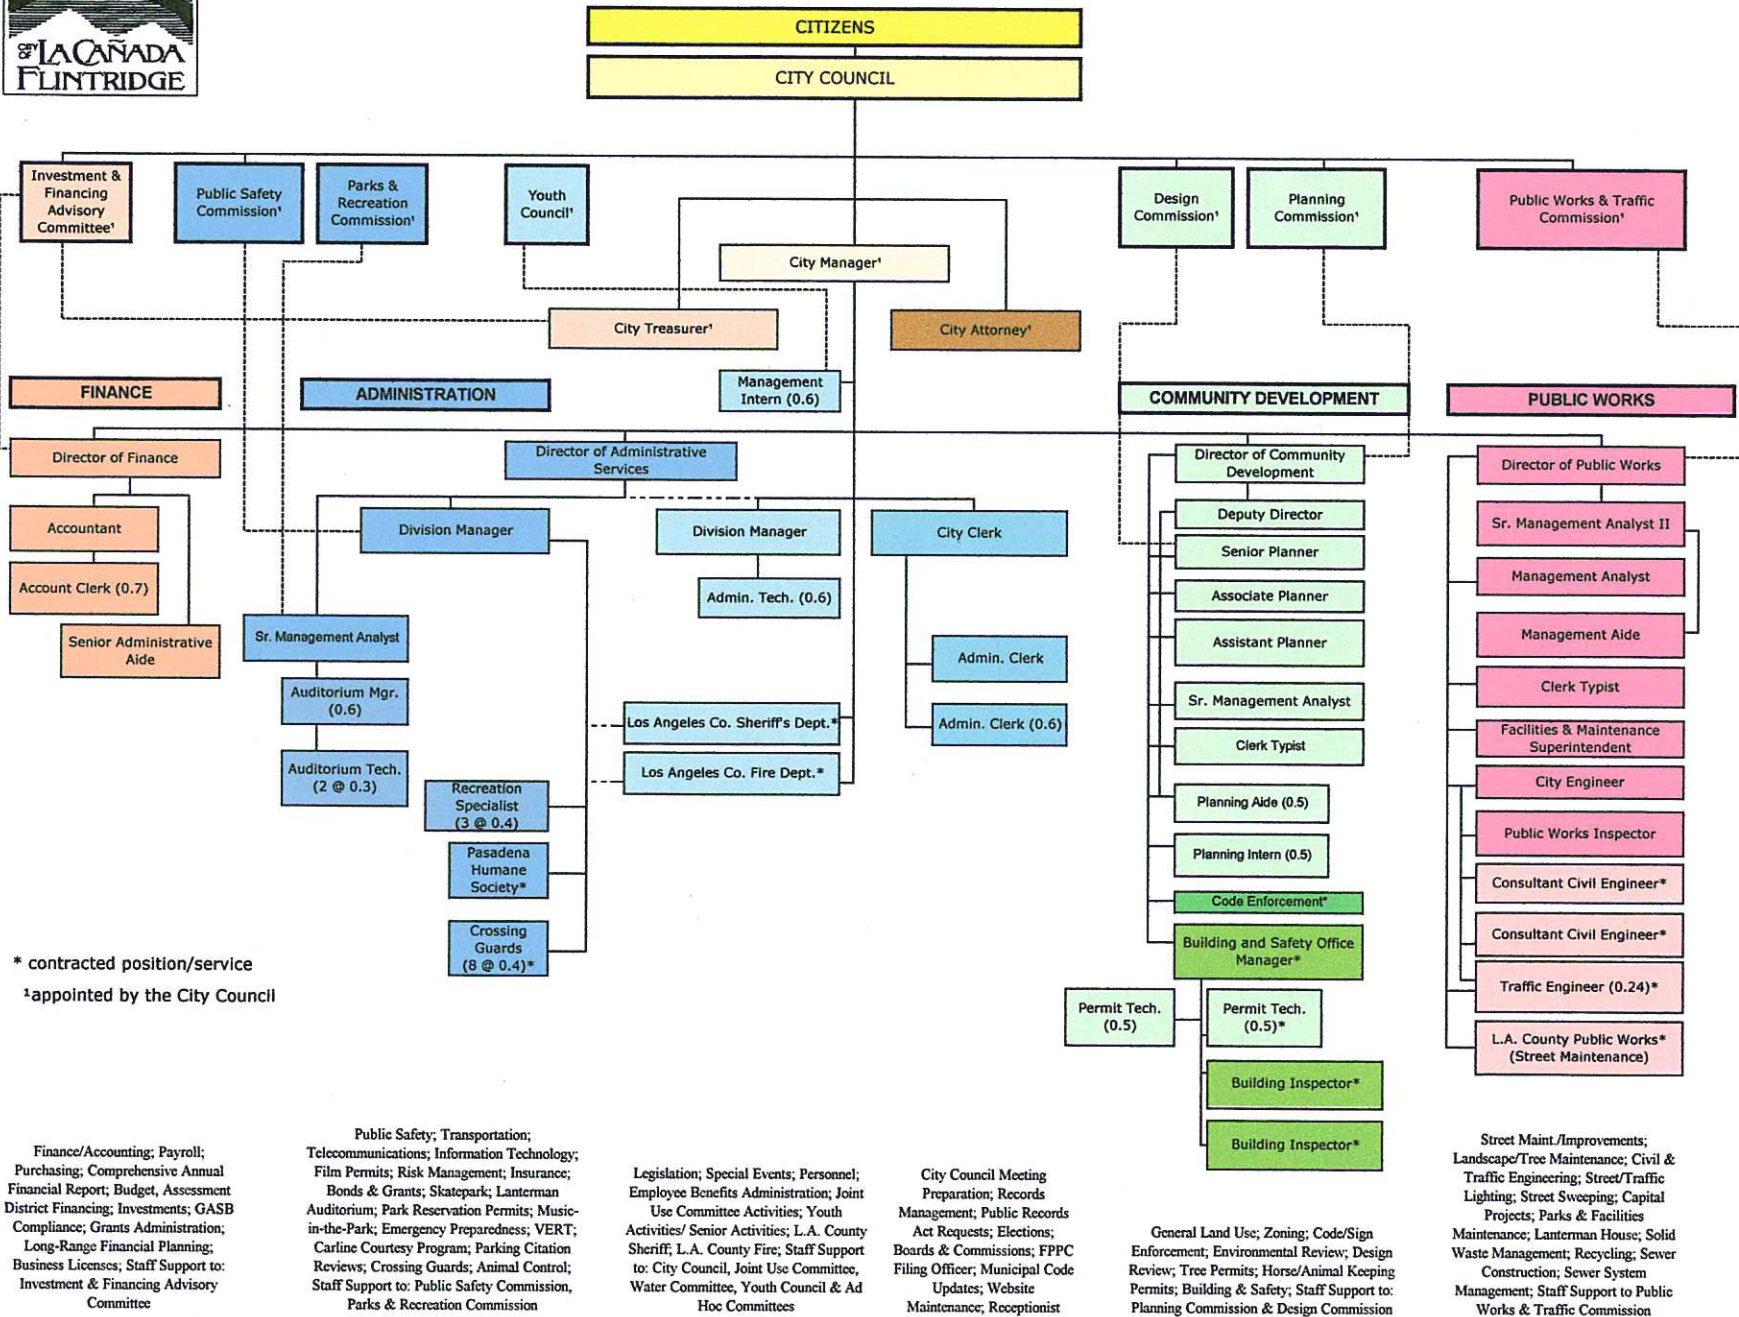 CITY
OF LA CAÑADA
FLINTRIDGE
CITIZENS
CITY COUNCIL
Investment &
Financing
Advisory
Committee¹
Public Safety
Commission¹
Parks &
Recreation
Commission¹
Youth
Council¹
Design
Commission¹
Planning
Commission¹
Public Works & Traffic
Commission¹
City Manager¹
City Treasurer¹
City Attorney¹
Management
Intern (0.6)
FINANCE
ADMINISTRATION
COMMUNITY DEVELOPMENT
PUBLIC WORKS
Director of Finance
Accountant
Account Clerk (0.7)
Senior Administrative
Aide
Director of Administrative
Services
Division Manager
Sr. Management Analyst
Auditorium Mgr.
(0.6)
Auditorium Tech.
(2 @ 0.3)
Recreation
Specialist
(3 @ 0.4)
Pasadena
Humane
Society*
Crossing
Guards
(8 @ 0.4)*
Division Manager
Admin. Tech. (0.6)
Los Angeles Co. Sheriff's Dept.*
Los Angeles Co. Fire Dept.*
City Clerk
Admin. Clerk
Admin. Clerk (0.6)
Director of Community
Development
Deputy Director
Senior Planner
Associate Planner
Assistant Planner
Sr. Management Analyst
Clerk Typist
Planning Aide (0.5)
Planning Intern (0.5)
Code Enforcement*
Building and Safety Office
Manager*
Permit Tech.
(0.5)
Permit Tech.
(0.5)*
Building Inspector*
Building Inspector*
Director of Public Works
Sr. Management Analyst II
Management Analyst
Management Aide
Clerk Typist
Facilities & Maintenance
Superintendent
City Engineer
Public Works Inspector
Consultant Civil Engineer*
Consultant Civil Engineer*
Traffic Engineer (0.24)*
L.A. County Public Works*
(Street Maintenance)
* contracted position/service
¹appointed by the City Council
Finance/Accounting; Payroll;
Purchasing; Comprehensive Annual
Financial Report; Budget, Assessment
District Financing; Investments; GASB
Compliance; Grants Administration;
Long-Range Financial Planning;
Business Licenses; Staff Support to:
Investment & Financing Advisory
Committee
Public Safety; Transportation;
Telecommunications; Information Technology;
Film Permits; Risk Management; Insurance;
Bonds & Grants; Skatepark; Lanterman
Auditorium; Park Reservation Permits; Music-
in-the-Park; Emergency Preparedness; VERT;
Carline Courtesy Program; Parking Citation
Reviews; Crossing Guards; Animal Control;
Staff Support to: Public Safety Commission,
Parks & Recreation Commission
Legislation; Special Events; Personnel;
Employee Benefits Administration; Joint
Use Committee Activities; Youth
Activities/ Senior Activities; L.A. County
Sheriff; L.A. County Fire; Staff Support
to: City Council, Joint Use Committee,
Water Committee, Youth Council & Ad
Hoc Committees
City Council Meeting
Preparation; Records
Management; Public Records
Act Requests; Elections;
Boards & Commissions; FPPC
Filing Officer; Municipal Code
Updates; Website
Maintenance; Receptionist
General Land Use; Zoning; Code/Sign
Enforcement; Environmental Review; Design
Review; Tree Permits; Horse/Animal Keeping
Permits; Building & Safety; Staff Support to:
Planning Commission & Design Commission
Street Maint./Improvements;
Landscape/Tree Maintenance; Civil &
Traffic Engineering; Street/Traffic
Lighting; Street Sweeping; Capital
Projects; Parks & Facilities
Maintenance; Lanterman House; Solid
Waste Management; Recycling; Sewer
Construction; Sewer System
Management; Staff Support to Public
Works & Traffic Commission